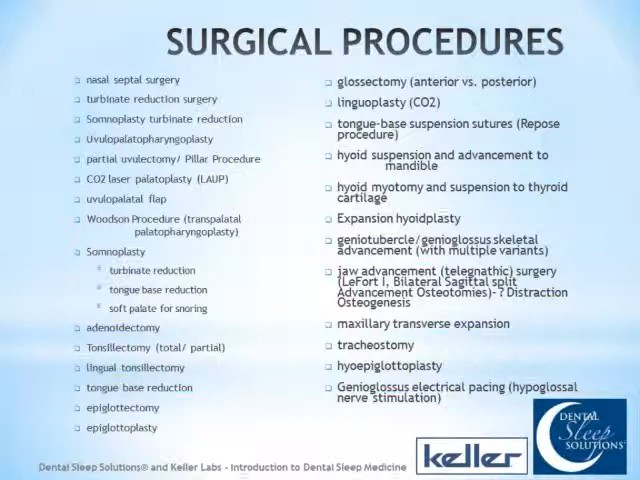 SURGICAL PROCEDURES
nasal septal surgery
turbinate reduction surgery
Somnoplasty turbinate reduction
Uvulopalatopharyngoplasty
partial uvulectomy/ Pillar Procedure
CO2 laser palatoplasty (LAUP)
uvulopalatal flap
Woodson Procedure (transpalatal
palatopharyngoplasty)
Somnoplasty
turbinate reduction
tongue base reduction
soft palate for snoring
adenoidectomy
Tonsillectomy (total/ partial)
lingual tonsillectomy
tongue base reduction
epiglottectomy
epiglottoplasty
glossectomy (anterior vs. posterior)
linguoplasty (CO2)
tongue-base suspension sutures (Repose
procedure)
hyoid suspension and advancement to
mandible
hyoid myotomy and suspension to thyroid
cartilage
Expansion hyoidplasty
geniotubercle/genioglossus skeletal
advancement (with multiple variants)
jaw advancement (telegnathic) surgery
(LeFort I, Bilateral Sagittal split
Advancement Osteotomies)- ? Distraction
Osteogenesis
maxillary transverse expansion
tracheostomy
hyoepiglottoplasty
Genioglossus electrical pacing (hypoglossal
nerve stimulation)
Dental Sleep Solutions® and Keller Labs - Introduction to Dental Sleep Medicine
keller
DENTAL
Sleep
SOLUTIONS